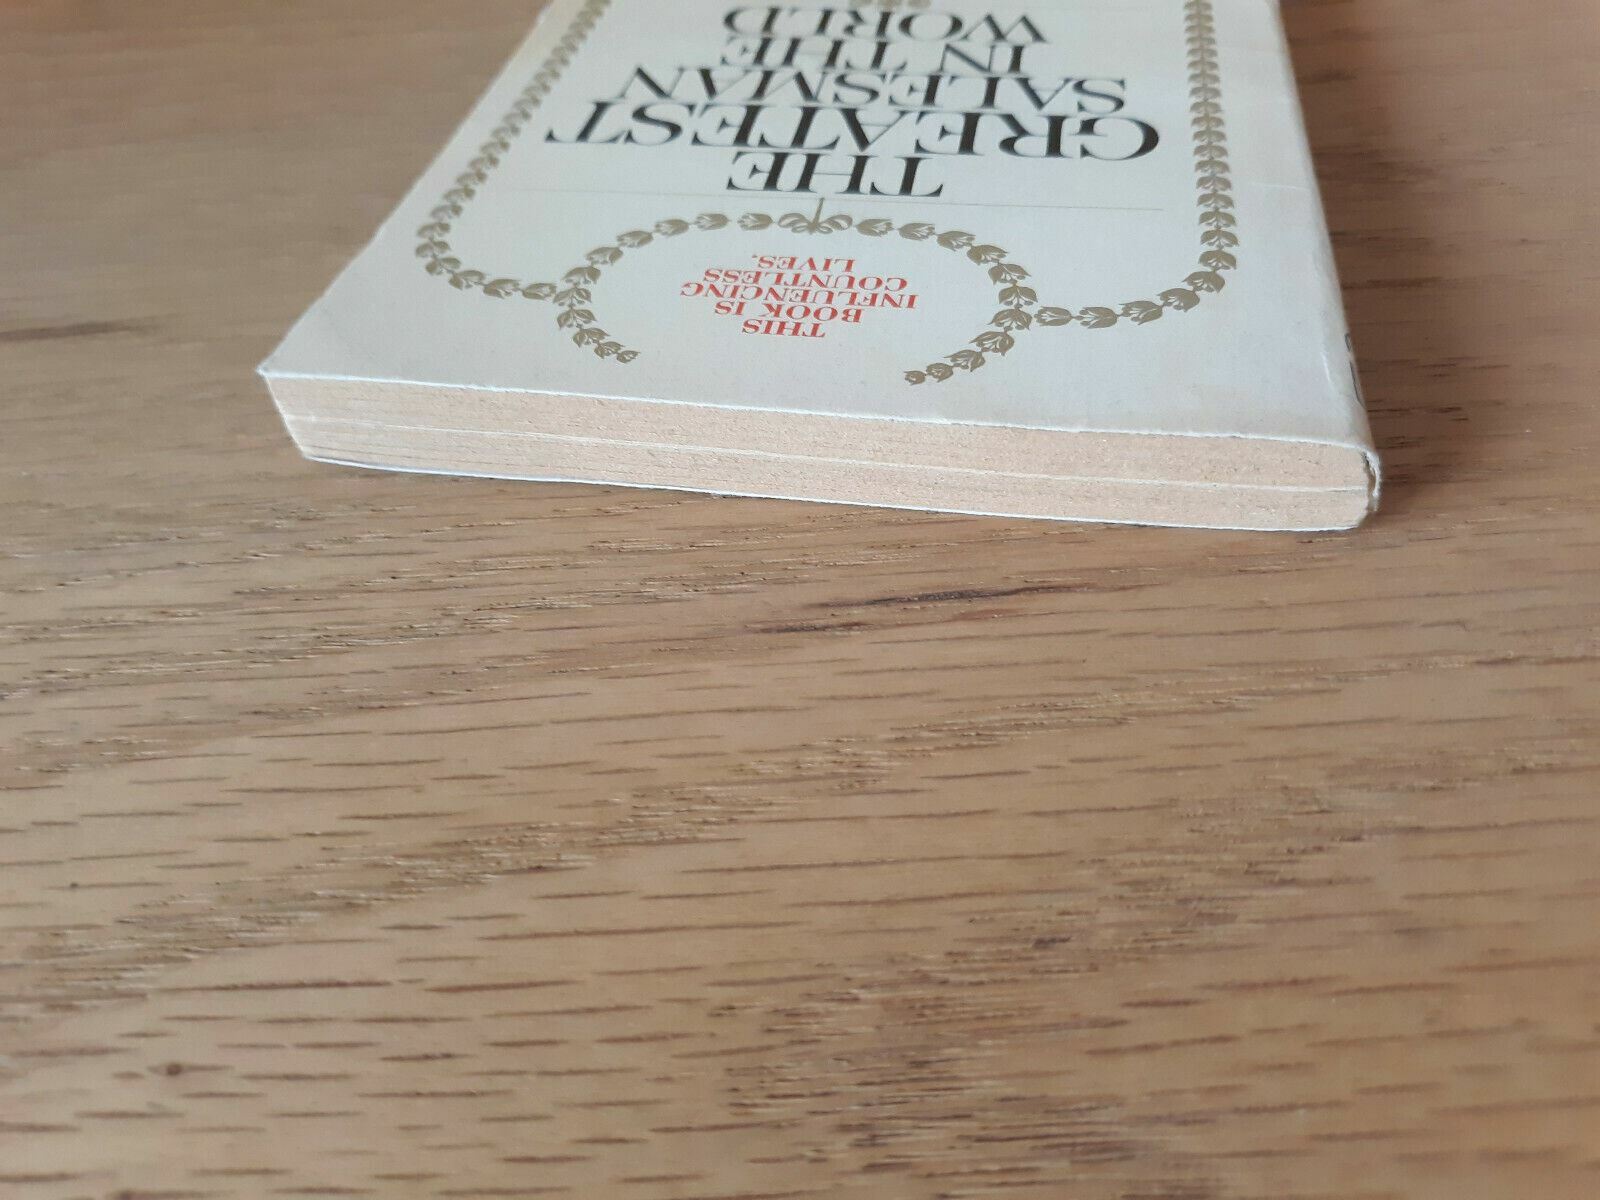 THIS
BOOK IS
INFLUENCING
COUNTLESS
LIVES.
THE
GREATEST
SALESMAN
IN THE
WORLD